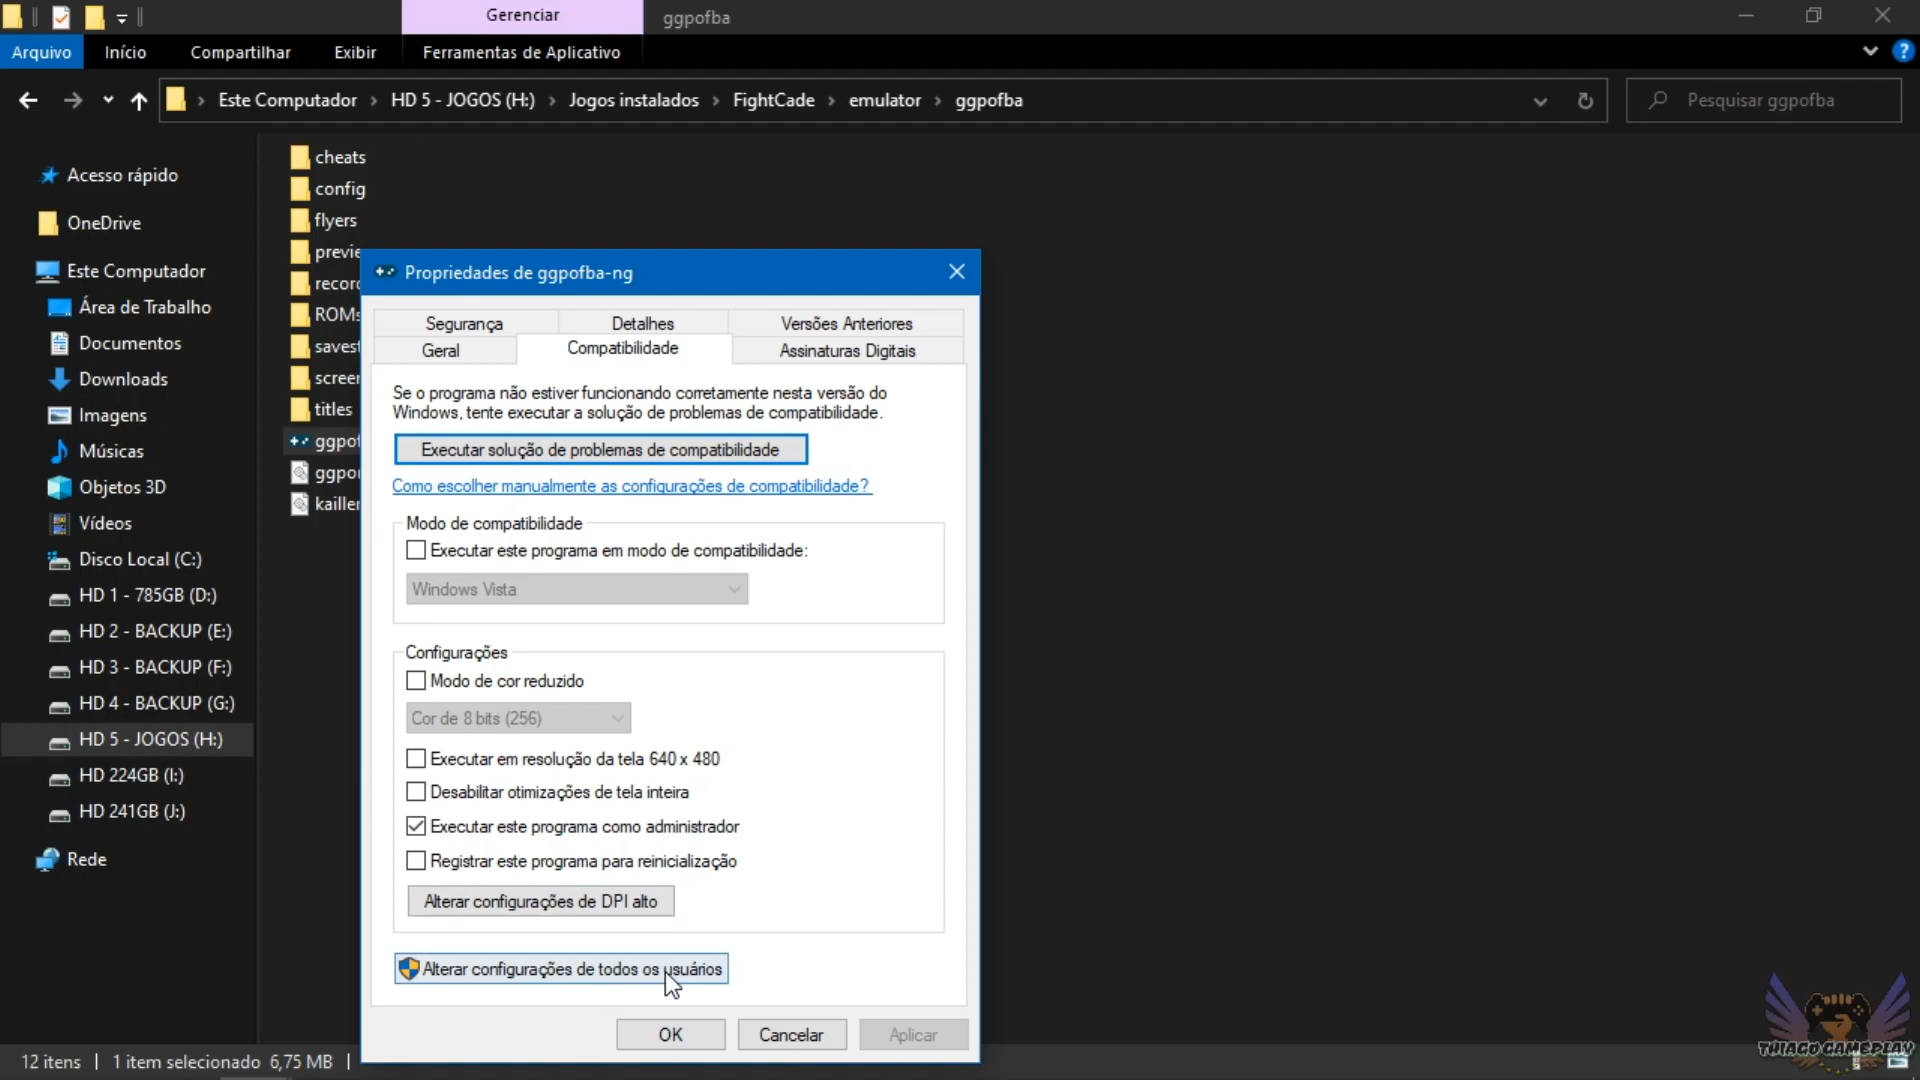 Gerenciar
ggpofba
Arquivo
Início
Compartilhar
Exibir
Ferramentas de Aplicativo
Este Computador
HD 5 - JOGOS (H:)
Jogos instalados
FightCade
emulator
ggpofba
Pesquisar ggpofba
Acesso rápido
OneDrive
Este Computador
Área de Trabalho
Documentos
Downloads
Imagens
Músicas
Objetos 3D
Vídeos
Disco Local (C:)
HD 1 - 785GB (D:)
HD 2 - BACKUP (E:)
HD 3 - BACKUP (F:)
HD 4 - BACKUP (G:)
HD 5 - JOGOS (H:)
HD 224GB (I:)
HD 241GB (J:)
Rede
cheats
config
flyers
previe
record
ROMs
savest
screen
titles
ggpof
ggpor
kailler
Propriedades de ggpofba-ng
Segurança
Detalhes
Versões Anteriores
Geral
Compatibilidade
Assinaturas Digitais
Se o programa não estiver funcionando corretamente nesta versão do
Windows, tente executar a solução de problemas de compatibilidade.
Executar solução de problemas de compatibilidade
Como escolher manualmente as configurações de compatibilidade?
Modo de compatibilidade
Executar este programa em modo de compatibilidade:
Windows Vista
Configurações
Modo de cor reduzido
Cor de 8 bits (256)
Executar em resolução da tela 640 x 480
Desabilitar otimizações de tela inteira
Executar este programa como administrador
Registrar este programa para reinicialização
Alterar configurações de DPI alto
Alterar configurações de todos os usuários
OK
Cancelar
Aplicar
12 itens
1 item selecionado 6,75 MB
THIAGO GAMEPLAY